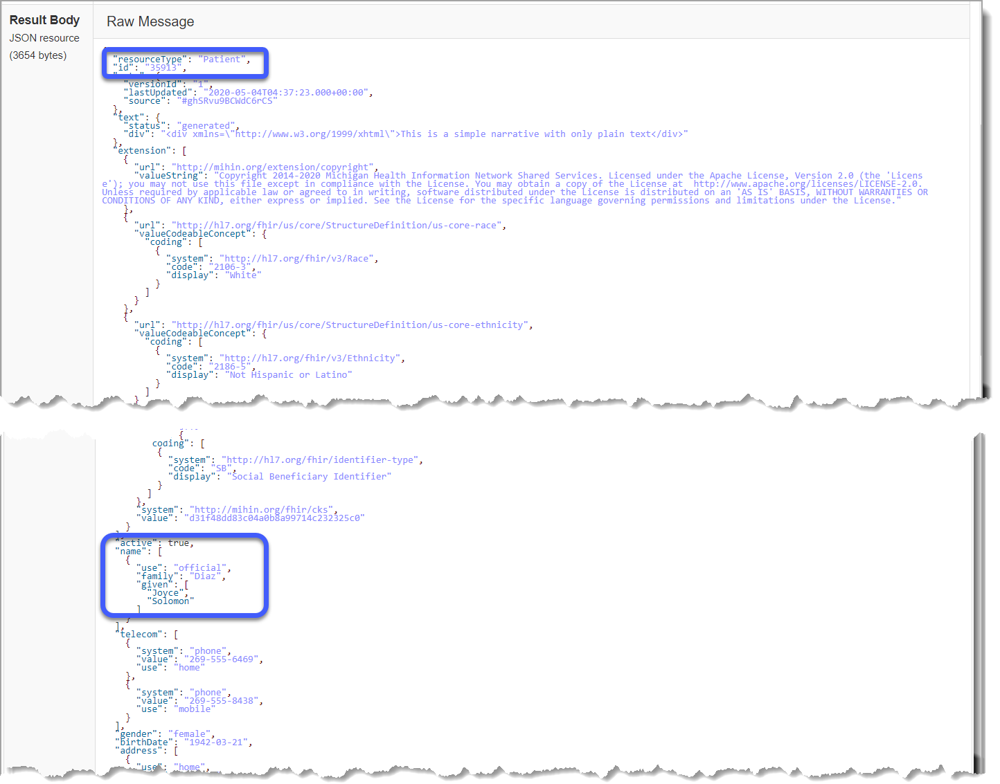 Result Body
JSON resource
(3654 bytes)
Raw Message
"resourceType": "Patient",
"id": "35913",
"versionId": "1",
"lastUpdated": "2020-05-04T04:37:23.000+00:00",
"source": "#ghSRvu9BCWdC6rCS"
},
"text": {
"status": "generated",
"div": "<div xmlns=\"http://www.w3.org/1999/xhtml\">This is a simple narrative with only plain text</div>"
},
"extension": [
{
"url": "http://mihin.org/extension/copyright",
"valueString": "Copyright 2014-2020 Michigan Health Information Network Shared Services. Licensed under the Apache License, Version 2.0 (the 'Licens
e'); you may not use this file except in compliance with the License. You may obtain a copy of the License at  http://www.apache.org/licenses/LICENSE-2.0.
Unless required by applicable law or agreed to in writing, software distributed under the License is distributed on an 'AS IS' BASIS, WITHOUT WARRANTIES OR
CONDITIONS OF ANY KIND, either express or implied. See the License for the specific language governing permissions and limitations under the License."
},
{
"url": "http://hl7.org/fhir/us/core/StructureDefinition/us-core-race",
"valueCodeableConcept": {
"coding": [
{
"system": "http://hl7.org/fhir/v3/Race",
"code": "2106-3",
"display": "White"
}
]
}
},
{
"url": "http://hl7.org/fhir/us/core/StructureDefinition/us-core-ethnicity",
"valueCodeableConcept": {
"coding": [
{
"system": "http://hl7.org/fhir/v3/Ethnicity",
"code": "2186-5",
"display": "Not Hispanic or Latino"
}
]
}
{
coding": [
{
"system": "http://hl7.org/fhir/identifier-type",
"code": "SB",
"display": "Social Beneficiary Identifier"
}
]
},
"system": "http://mihin.org/fhir/cks",
"value": "d31f48dd83c04a0b8a99714c232325c0"
}
],
"active": true,
"name": [
{
"use": "official",
"family": "Diaz",
"given": [
"Joyce",
"Solomon"
]
}
],
"telecom": [
{
"system": "phone",
"value": "269-555-6469",
"use": "home"
},
{
"system": "phone",
"value": "269-555-8438",
"use": "mobile"
}
],
"gender": "female",
"birthDate": "1942-03-21",
"address": [
{
"use": "home",